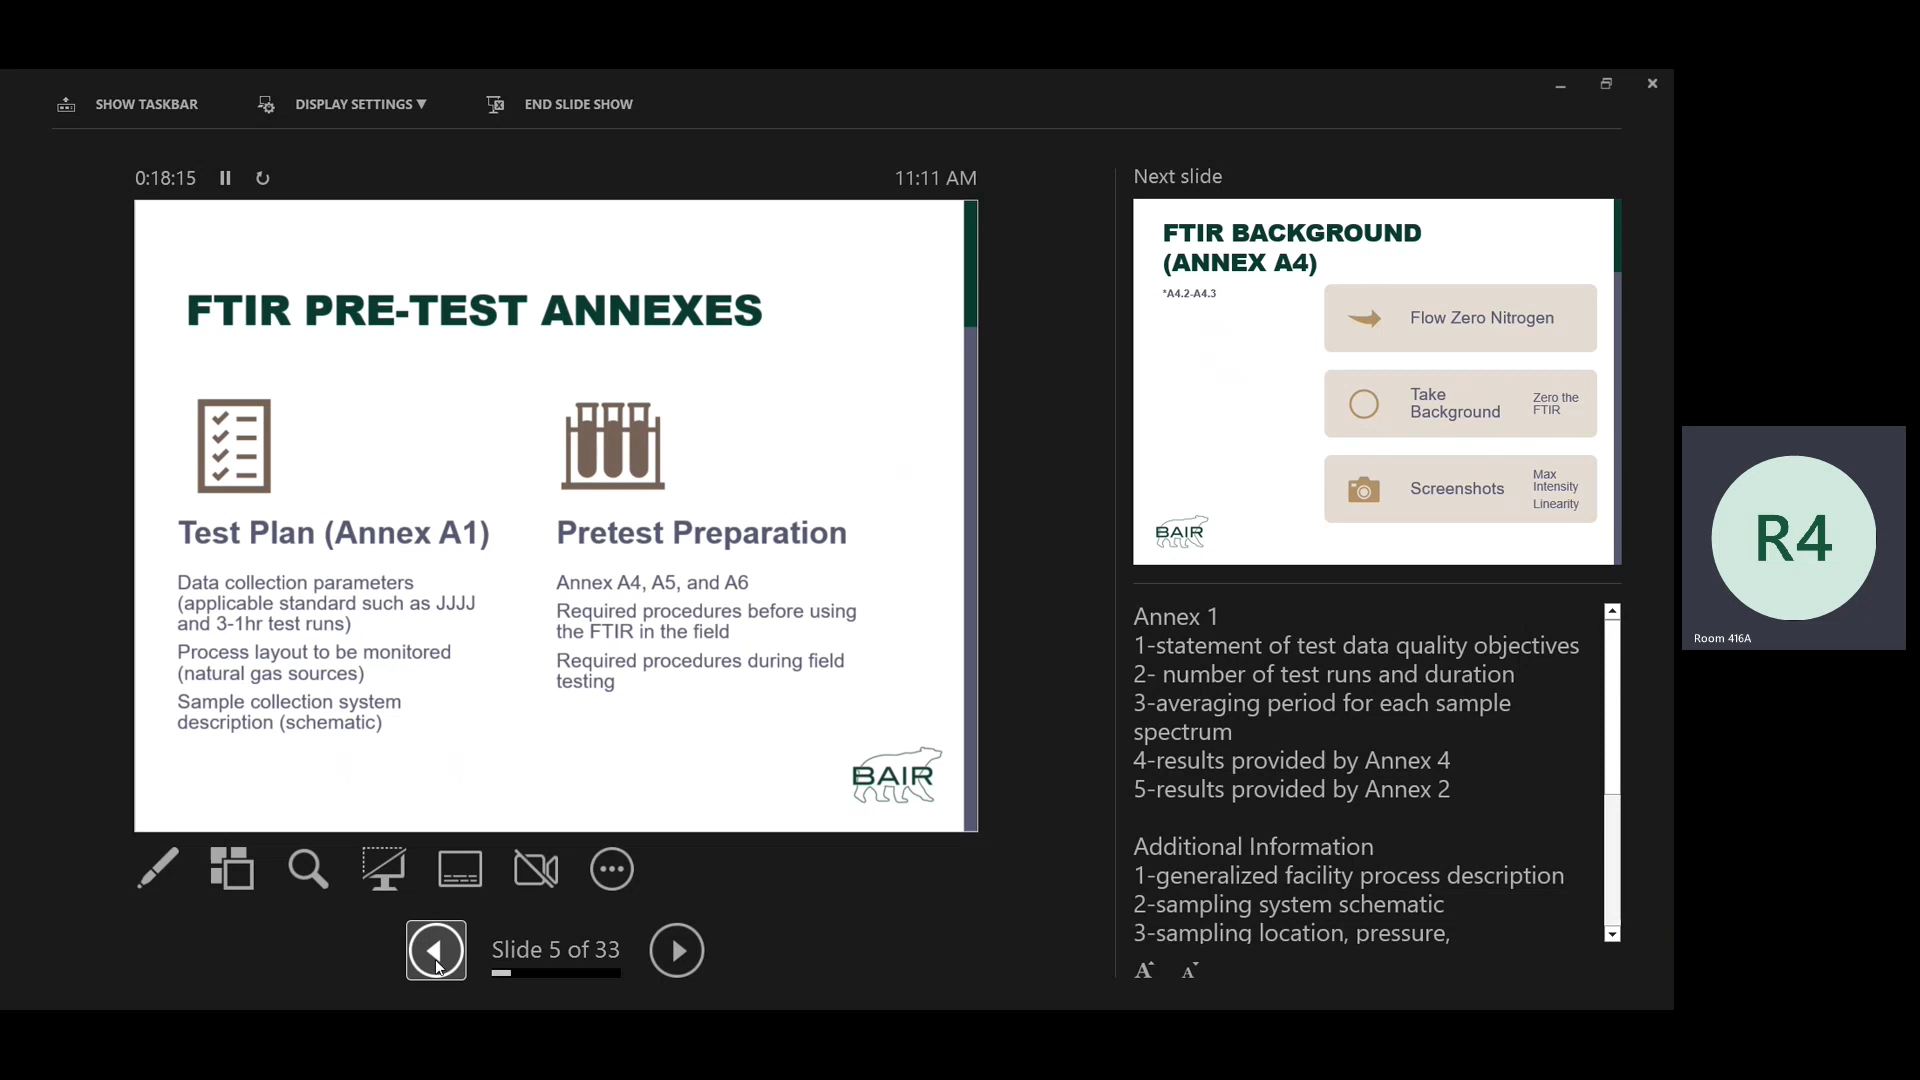 SHOW TASKBAR
DISPLAY SETTINGS ▼
END SLIDE SHOW
0:18:15
11:11 AM
FTIR PRE-TEST ANNEXES
Test Plan (Annex A1)
Data collection parameters
(applicable standard such as JJJJ
and 3-1hr test runs)
Process layout to be monitored
(natural gas sources)
Sample collection system
description (schematic)
Pretest Preparation
Annex A4, A5, and A6
Required procedures before using
the FTIR in the field
Required procedures during field
testing
BAIR
Slide 5 of 33
Next slide
FTIR BACKGROUND
(ANNEX A4)
*A4.2-A4.3
Flow Zero Nitrogen
Take
Background
Zero the
FTIR
Screenshots
Max
Intensity
Linearity
BAIR
Annex 1
1-statement of test data quality objectives
2- number of test runs and duration
3-averaging period for each sample
spectrum
4-results provided by Annex 4
5-results provided by Annex 2
Additional Information
1-generalized facility process description
2-sampling system schematic
3-sampling location, pressure,
A A
R4
Room 416A